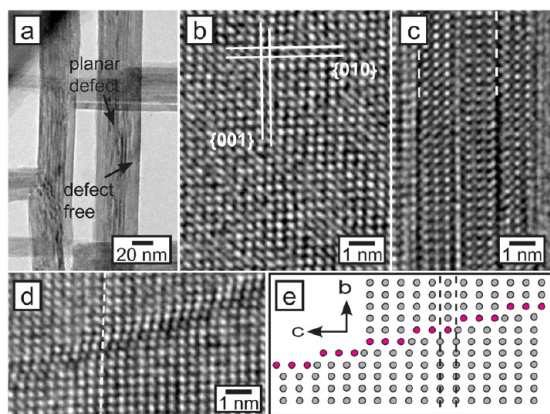 a
planar
defect
defect
free
20 nm
b
{010}
{001}
1 nm
c
1 nm
d
1 nm
e
b
c